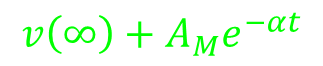 v(∞) + A_M e^{−αt}